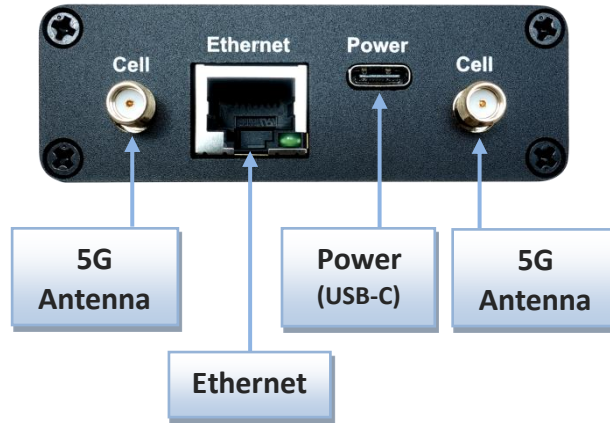 Ethernet
Power
Cell
Cell
5G
Antenna
Power
(USB-C)
5G
Antenna
Ethernet